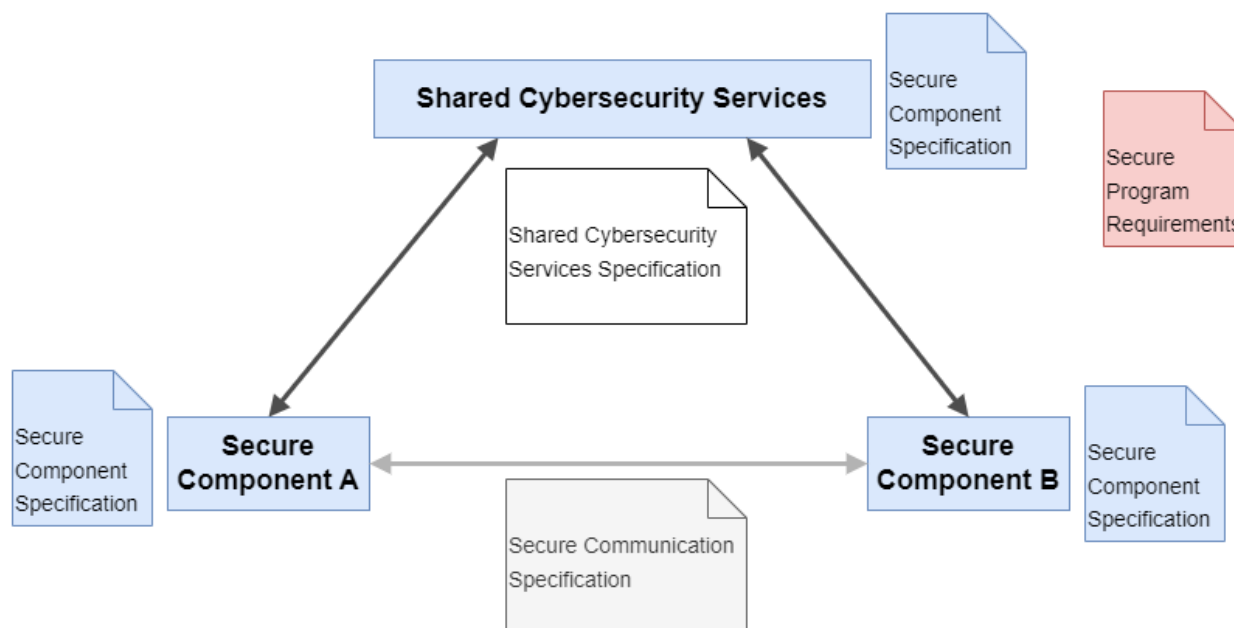 Shared Cybersecurity Services
Secure
Component
Specification
Secure
Program
Requirements
Shared Cybersecurity
Services Specification
Secure
Component
Specification
Secure
Component A
Secure
Component B
Secure
Component
Specification
Secure Communication
Specification